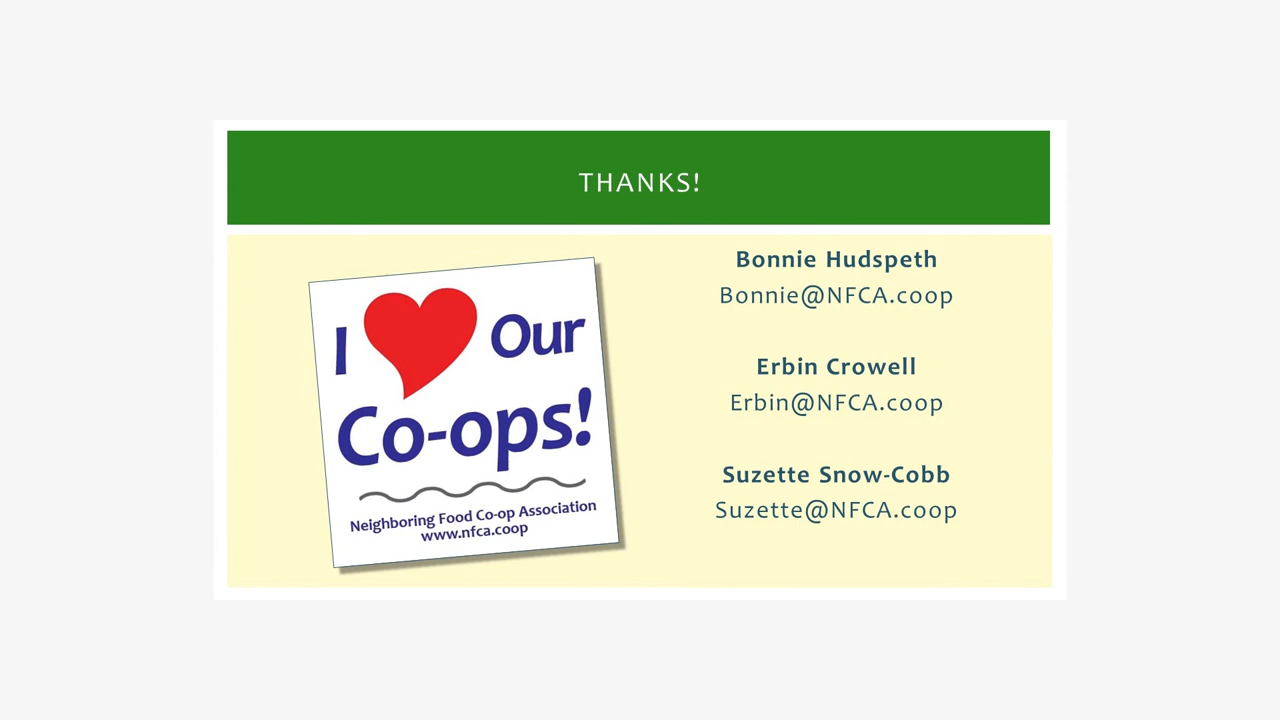 THANKS!
I Our
Co-ops!
Neighboring Food Co-op Association
www.nfca.coop
Bonnie Hudspeth
Bonnie@NFCA.coop
Erbin Crowell
Erbin@NFCA.coop
Suzette Snow-Cobb
Suzette@NFCA.coop